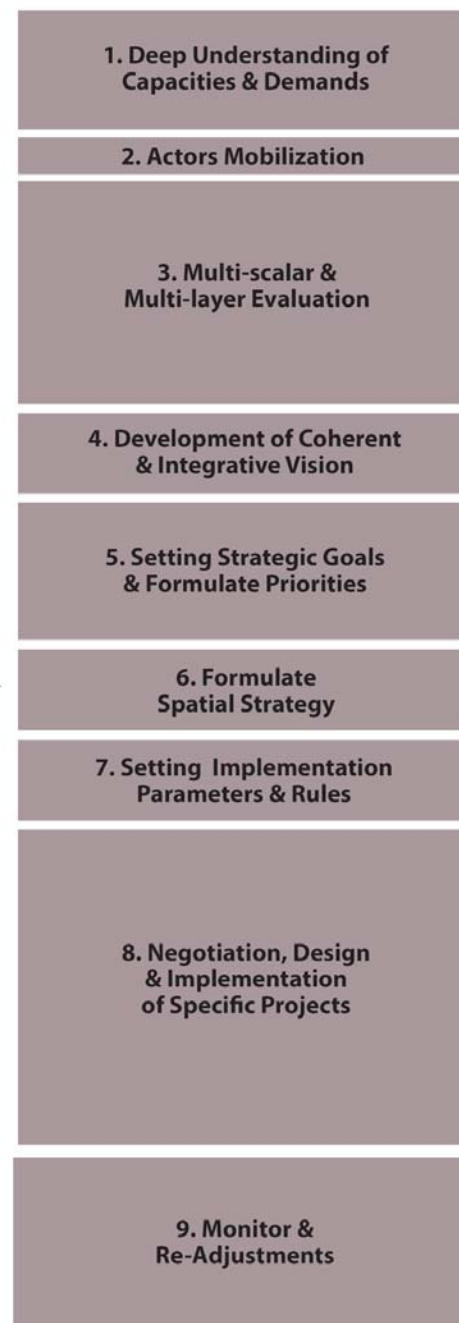 1. Deep Understanding of
Capacities & Demands
2. Actors Mobilization
3. Multi-scalar &
Multi-layer Evaluation
4. Development of Coherent
& Integrative Vision
5. Setting Strategic Goals
& Formulate Priorities
6. Formulate
Spatial Strategy
7. Setting Implementation
Parameters & Rules
8. Negotiation, Design
& Implementation
of Specific Projects
9. Monitor &
Re-Adjustments